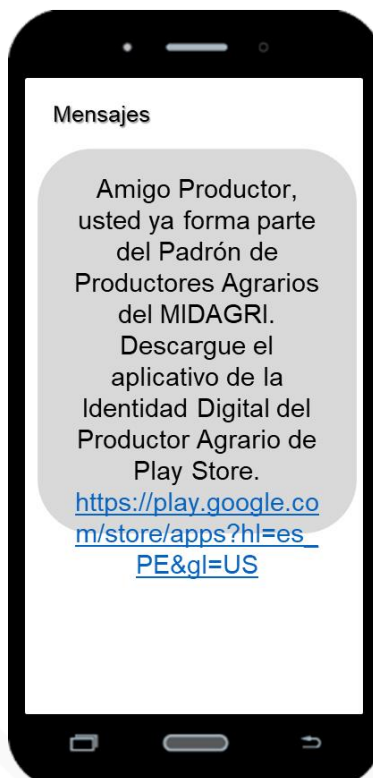 Mensajes
Amigo Productor,
usted ya forma parte
del Padrón de
Productores Agrarios
del MIDAGRI.
Descargue el
aplicativo de la
Identidad Digital del
Productor Agrario de
Play Store.
https://play.google.co
m/store/apps?hl=es_
PE&gl=US